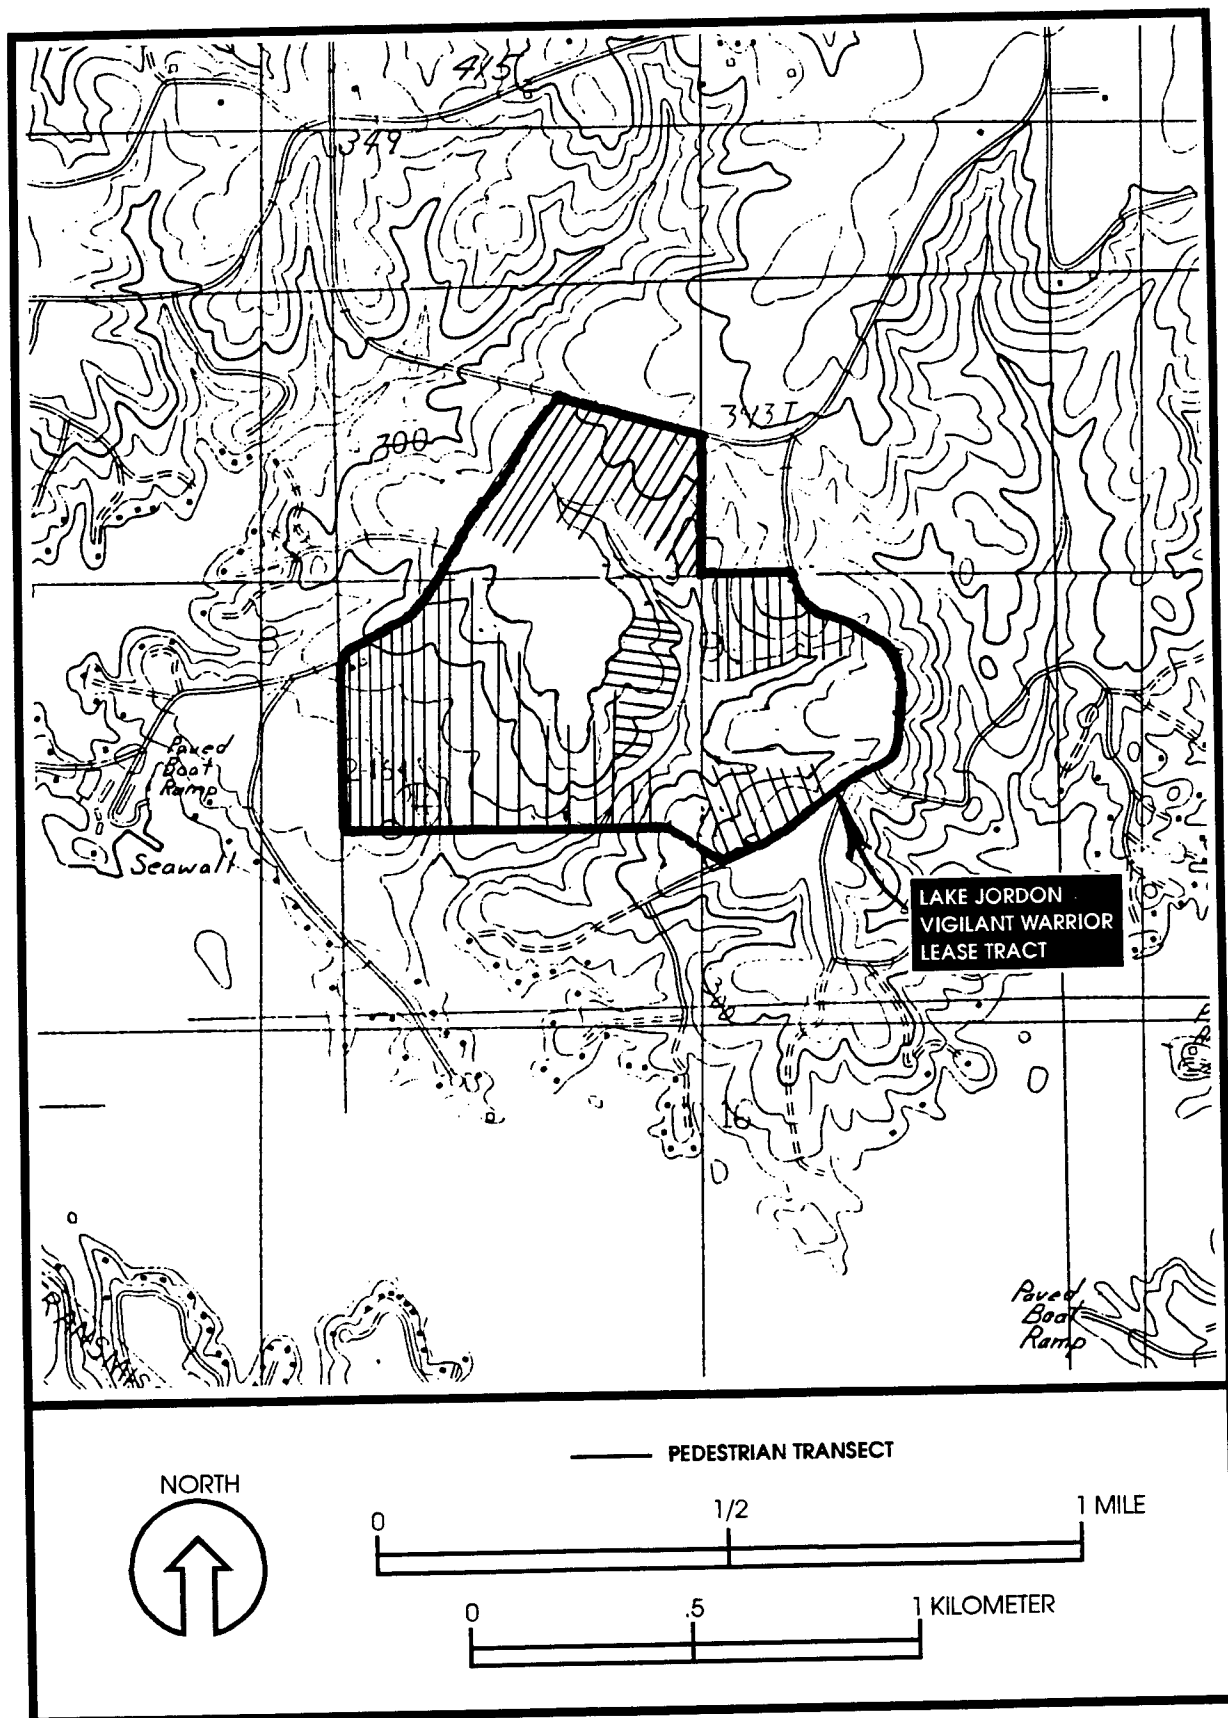 415
349
343T
300
Paved
Boat
Ramp
Seawall
LAKE JORDON
VIGILANT WARRIOR
LEASE TRACT
16
Paved
Boat
Ramp
PEDESTRIAN TRANSECT
NORTH
0 1/2 1 MILE
0 .5 1 KILOMETER